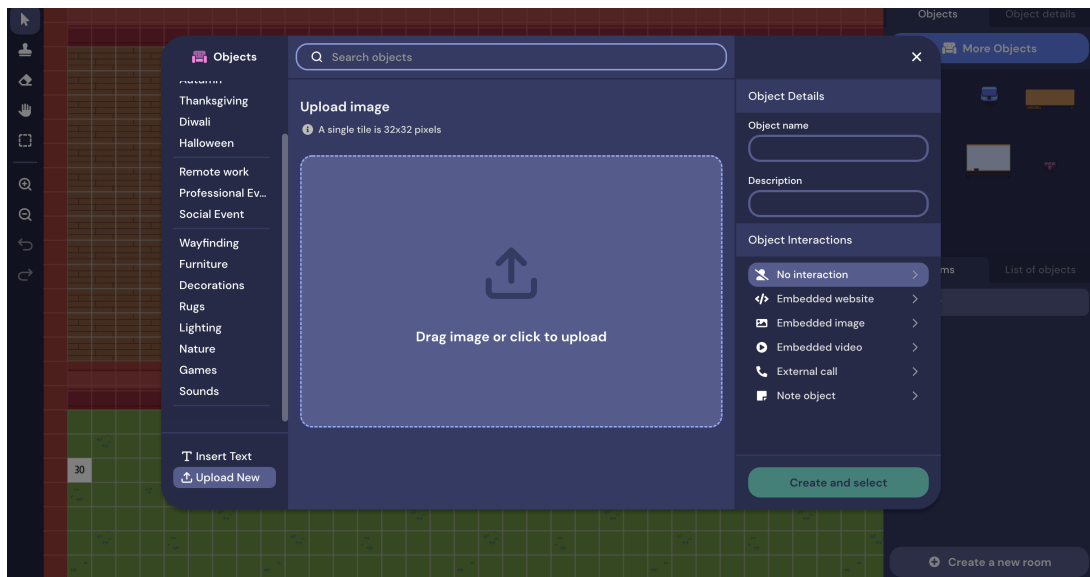 Objects
Object details
More Objects
Objects
Search objects
Autumn
Thanksgiving
Diwali
Halloween
Remote work
Professional Ev...
Social Event
Wayfinding
Furniture
Decorations
Rugs
Lighting
Nature
Games
Sounds
Insert Text
Upload New
Upload image
A single tile is 32x32 pixels
Drag image or click to upload
Object Details
Object name
Description
Object Interactions
No interaction
Embedded website
Embedded image
Embedded video
External call
Note object
Create and select
ms
List of objects
30
Create a new room